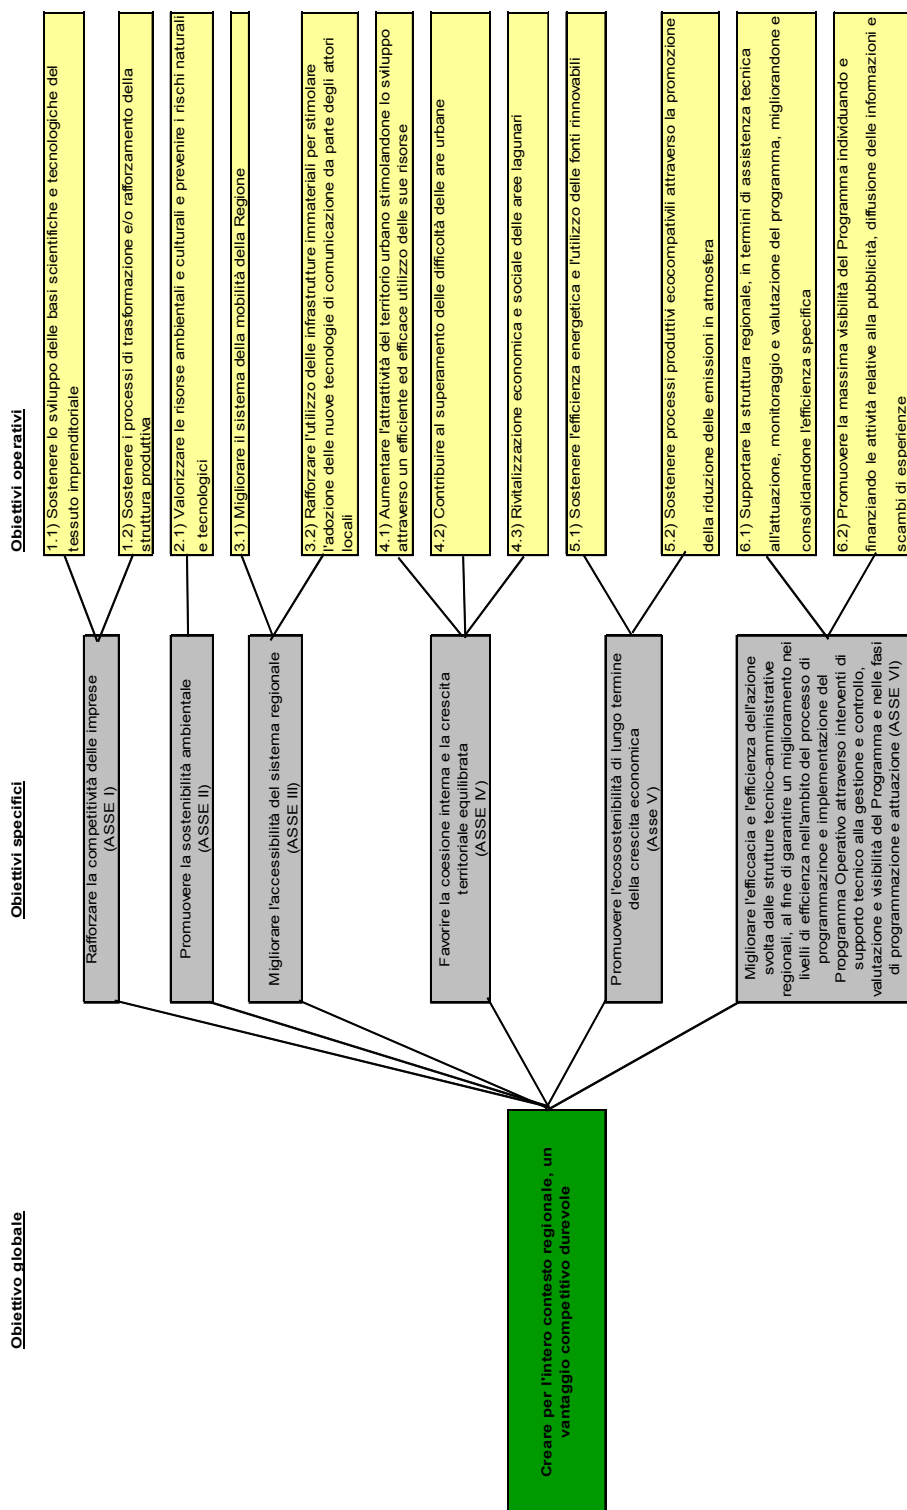 Obiettivo globale
Obiettivi specifici
Obiettivi operativi
Creare per l'intero contesto regionale, un
vantaggio competitivo durevole
Rafforzare la competitività delle imprese
(ASSE I)
Promuovere la sostenibilità ambientale
(ASSE II)
Migliorare l'accessibilità del sistema regionale
(ASSE III)
Favorire la coesione interna e la crescita
territoriale equilibrata
(ASSE IV)
Promuovere l'ecosostenibilità di lungo termine
della crescita economica
(Asse V)
Migliorare l'efficcacia e l'efficienza dell'azione
svolta dalle strutture tecnico-amministrative
regionali, al fine di garantire un miglioramento nei
livelli di efficienza nell'ambito del processo di
programmazinoe e implementazione del
Propgramma Operativo attraverso interventi di
supporto tecnico alla gestione e controllo,
valutazione e visibilità del Programma e nelle fasi
di programmazione e attuazione (ASSE VI)
1.1) Sostenere lo sviluppo delle basi scientifiche e tecnologiche del
tessuto imprenditoriale
1.2) Sostenere i processi di trasformazione e/o rafforzamento della
struttura produttiva
2.1) Valorizzare le risorse ambientali e culturali e prevenire i rischi naturali
e tecnologici
3.1) Migliorare il sistema della mobilità della Regione
3.2) Rafforzare l'utilizzo delle infrastrutture immateriali per stimolare
l'adozione delle nuove tecnologie di comunicazione da parte degli attori
locali
4.1) Aumentare l'attrattività del territorio urbano stimolandone lo sviluppo
attraverso un efficiente ed efficace utilizzo delle sue risorse
4.2) Contribuire al superamento delle difficoltà delle are urbane
4.3) Rivitalizzazione economica e sociale delle aree lagunari
5.1) Sostenere l'efficienza energetica e l'utilizzo delle fonti rinnovabili
5.2) Sostenere processi produttivi ecocompativili attraverso la promozione
della riduzione delle emissioni in atmosfera
6.1) Supportare la struttura regionale, in termini di assistenza tecnica
all'attuazione, monitoraggio e valutazione del programma, migliorandone e
consolidandone l'efficienza specifica
6.2) Promuovere la massima visibilità del Programma individuando e
finanziando le attività relative alla pubblicità, diffusione delle informazioni e
scambi di esperienze